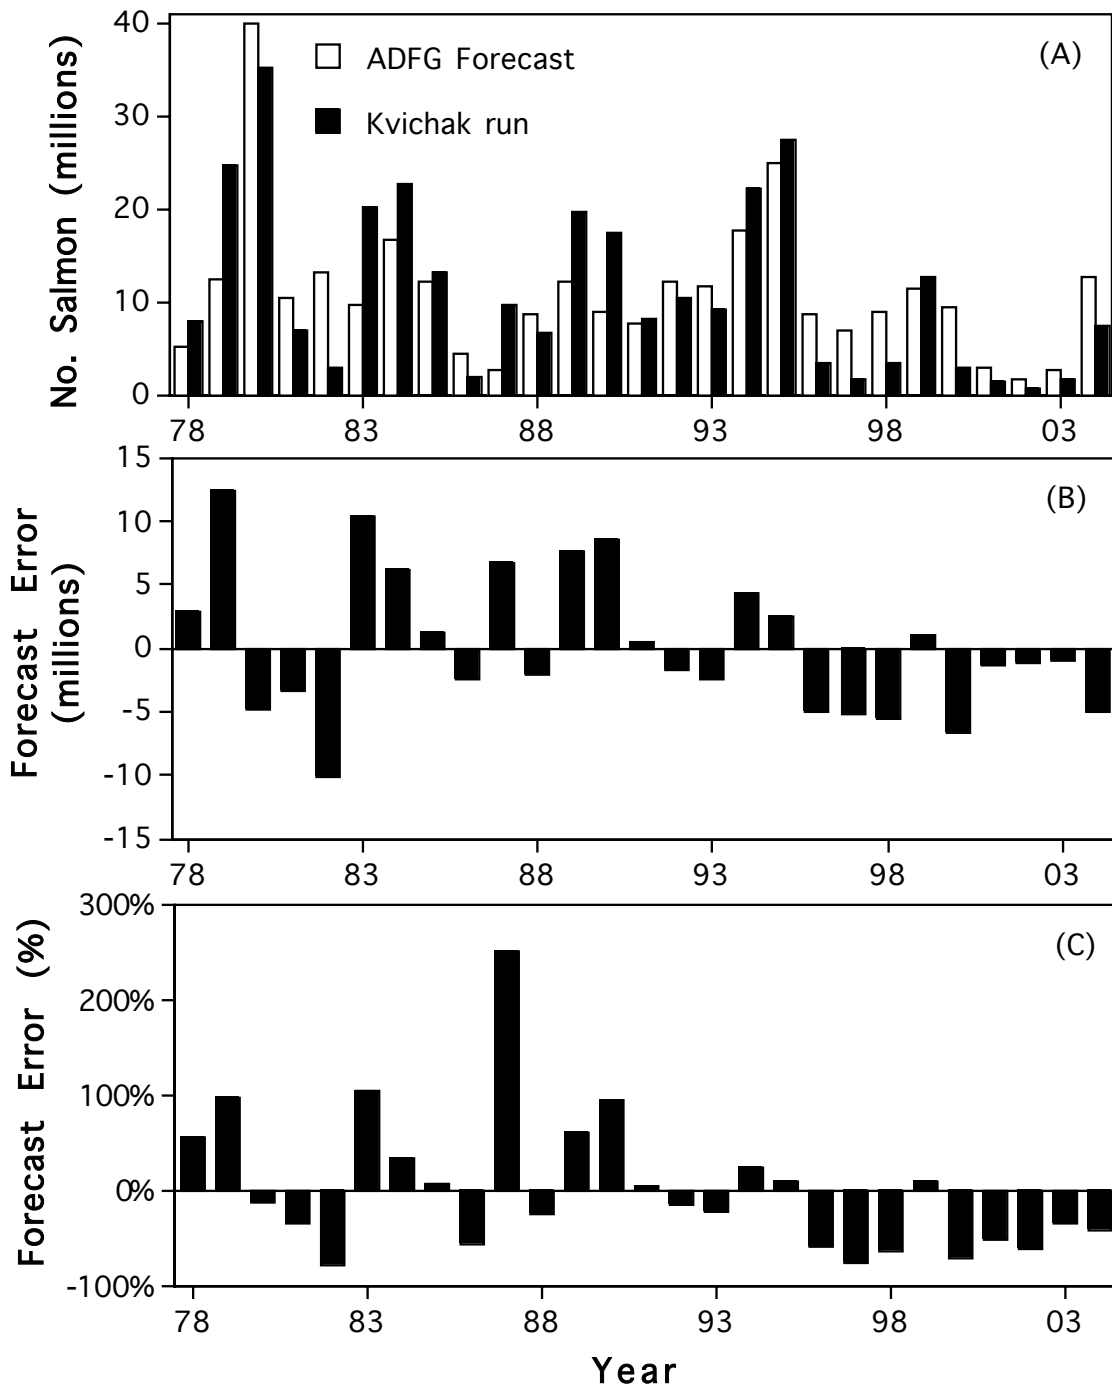 40
30
20
10
0
No. Salmon (millions)
ADFG Forecast
Kvichak run
(A)
78 83 88 93 98 03
15
10
5
0
-5
-10
-15
Forecast Error
(millions)
(B)
78 83 88 93 98 03
300%
200%
100%
0%
-100%
Forecast Error (%)
(C)
78 83 88 93 98 03
Year